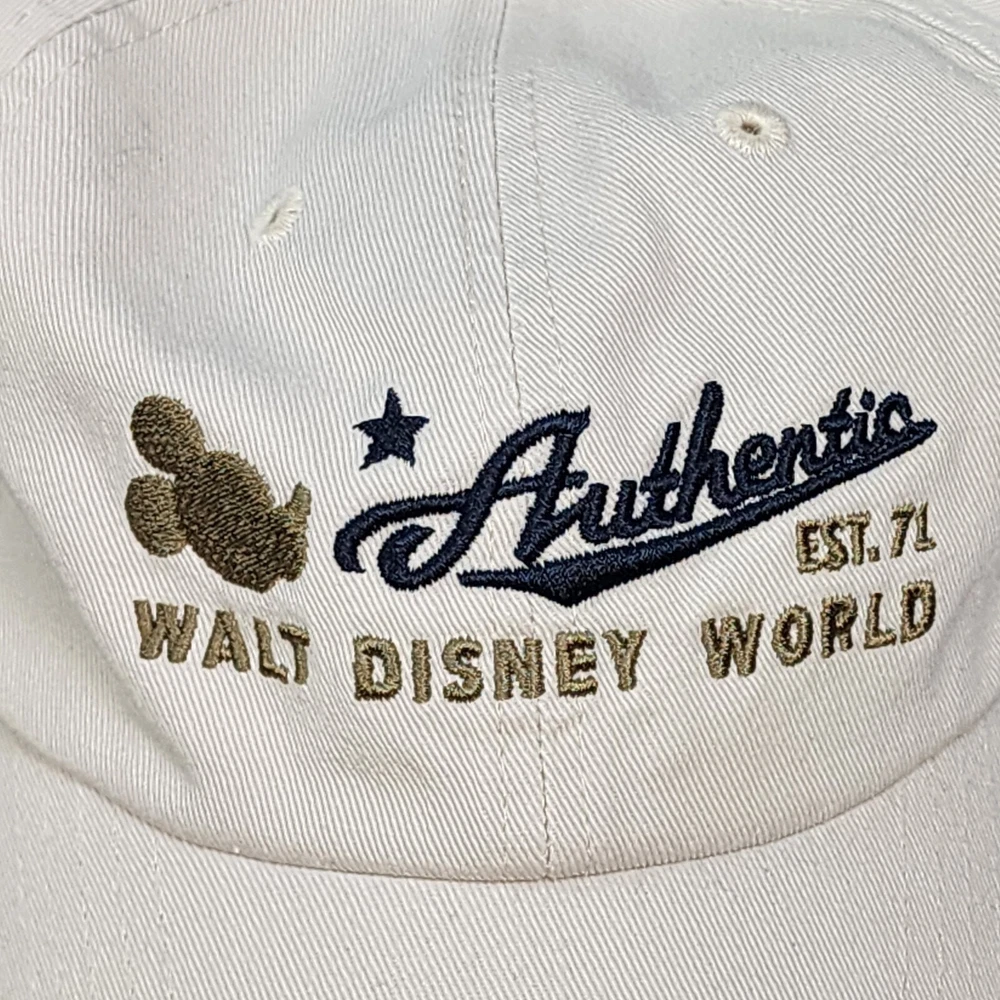 Authentic
EST. 71
WALT DISNEY WORLD